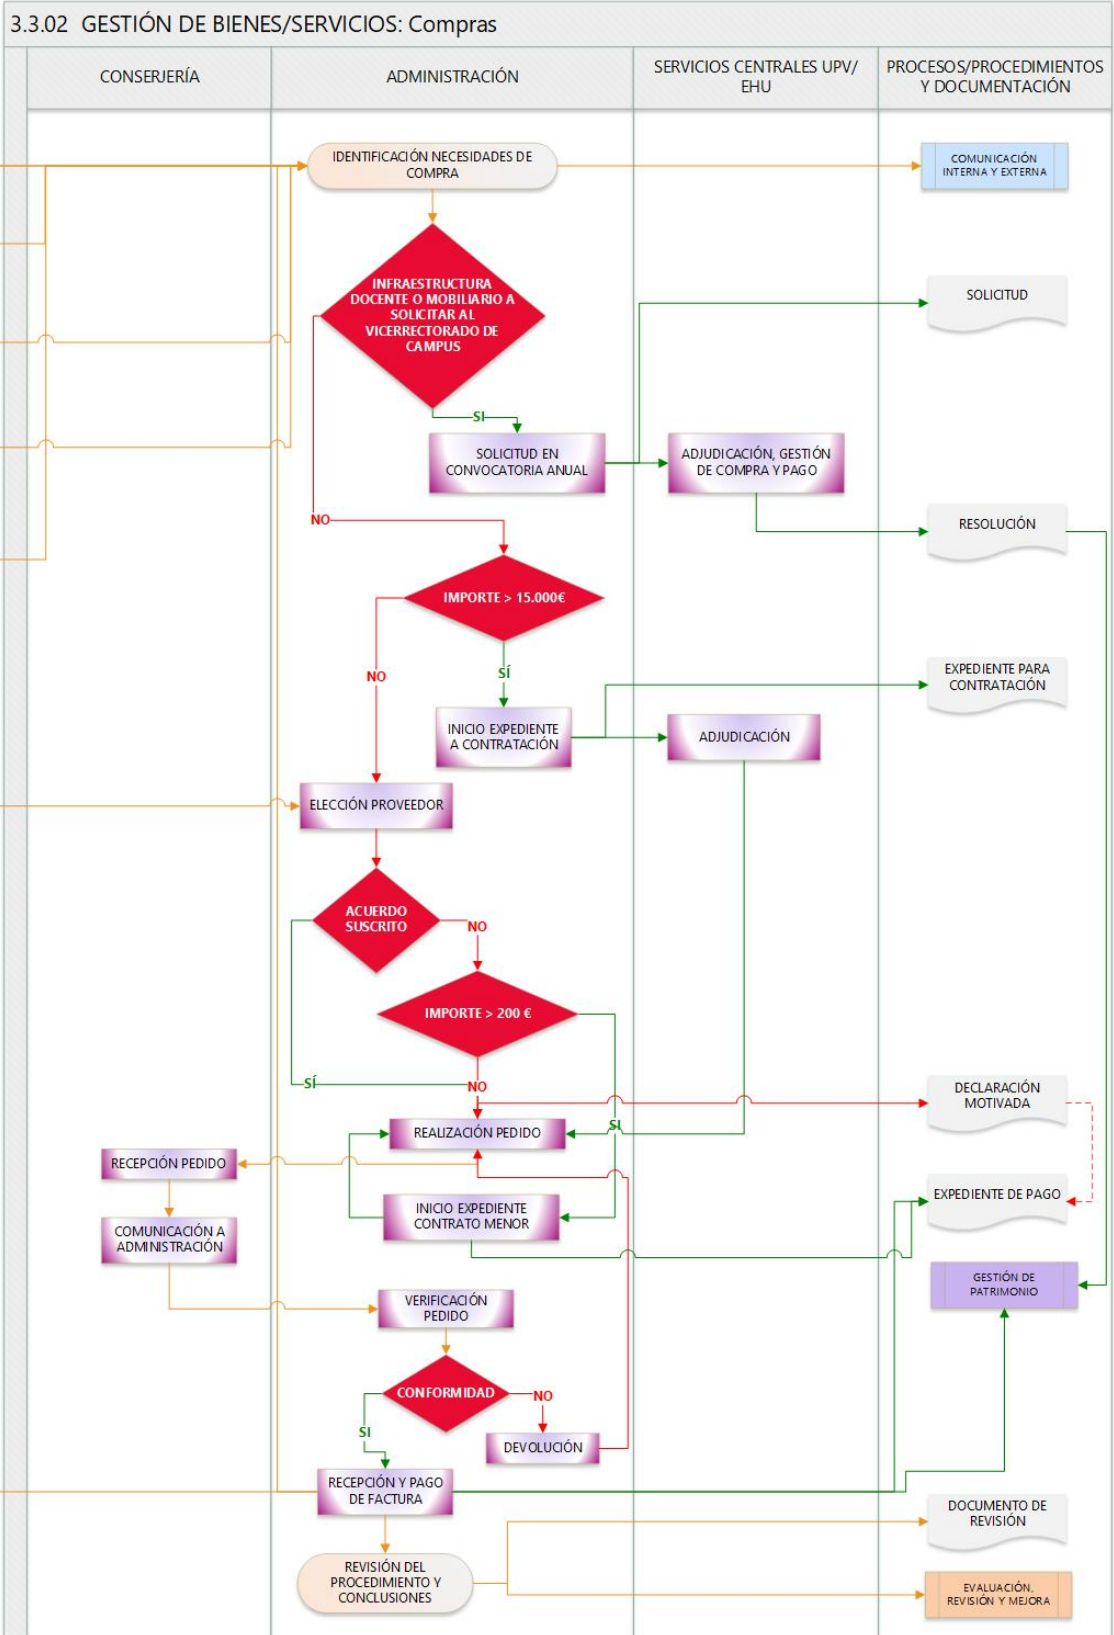 3.3.02 GESTIÓN DE BIENES/SERVICIOS: Compras
CONSERJERÍA
ADMINISTRACIÓN
SERVICIOS CENTRALES UPV/
EHU
PROCESOS/PROCEDIMIENTOS
Y DOCUMENTACIÓN
IDENTIFICACIÓN NECESIDADES DE
COMPRA
COMUNICACIÓN
INTERNA Y EXTERNA
INFRAESTRUCTURA
DOCENTE O MOBILIARIO A
SOLICITAR AL
VICERRECTORADO DE
CAMPUS
SOLICITUD
SI
SOLICITUD EN
CONVOCATORIA ANUAL
ADJUDICACIÓN, GESTIÓN
DE COMPRA Y PAGO
NO
RESOLUCIÓN
IMPORTE > 15.000€
NO
SÍ
EXPEDIENTE PARA
CONTRATACIÓN
INICIO EXPEDIENTE
A CONTRATACIÓN
ADJUDICACIÓN
ELECCIÓN PROVEEDOR
ACUERDO
SUSCRITO
NO
IMPORTE > 200 €
SÍ
NO
DECLARACIÓN
MOTIVADA
SI
REALIZACIÓN PEDIDO
RECEPCIÓN PEDIDO
INICIO EXPEDIENTE
CONTRATO MENOR
EXPEDIENTE DE PAGO
COMUNICACIÓN A
ADMINISTRACIÓN
GESTIÓN DE
PATRIMONIO
VERIFICACIÓN
PEDIDO
CONFORMIDAD
NO
SI
DEVOLUCIÓN
RECEPCIÓN Y PAGO
DE FACTURA
DOCUMENTO DE
REVISIÓN
REVISIÓN DEL
PROCEDIMIENTO Y
CONCLUSIONES
EVALUACIÓN,
REVISIÓN Y MEJORA